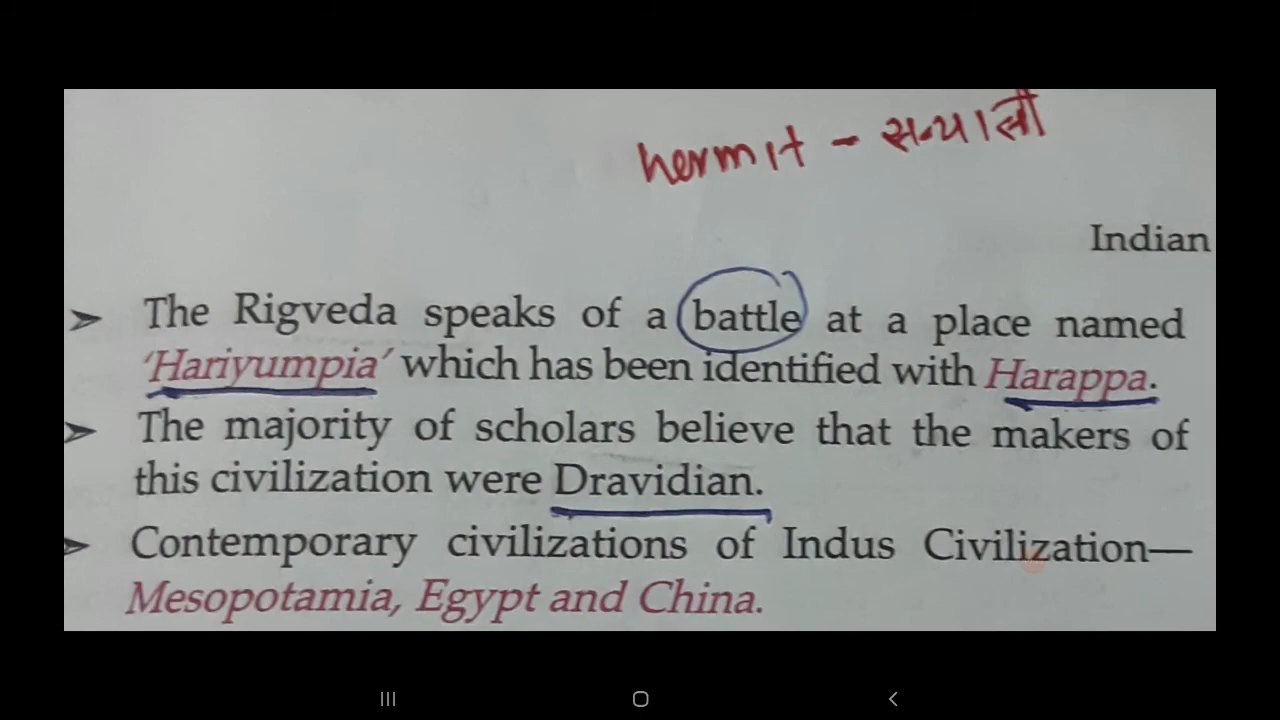 hermit - सन्यासी
Indian
➤ The Rigveda speaks of a battle at a place named
'Hariyumpia' which has been identified with Harappa.
➤ The majority of scholars believe that the makers of
this civilization were Dravidian.
➤ Contemporary civilizations of Indus Civilization—
Mesopotamia, Egypt and China.